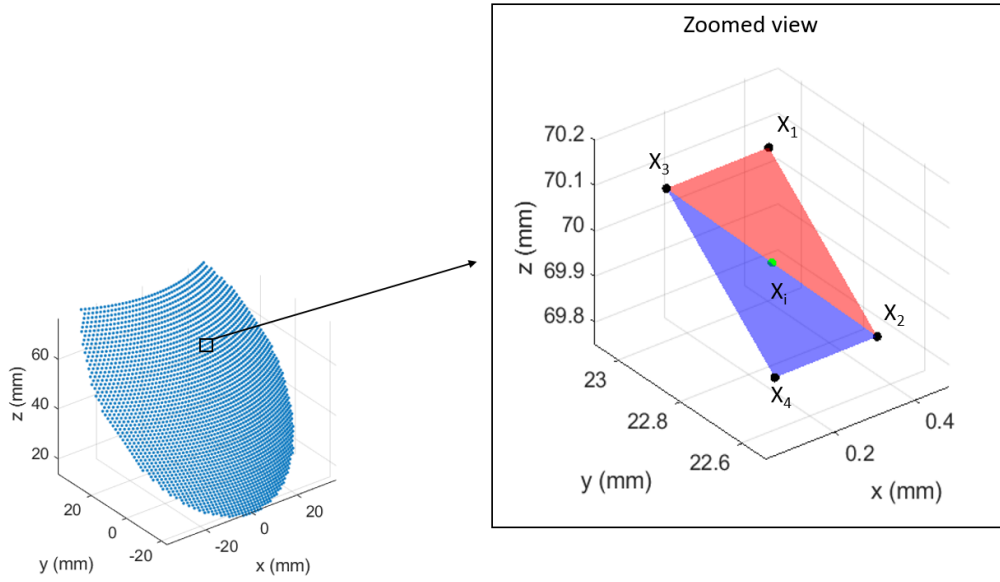 Zoomed view
X₁
X₃
Xᵢ
X₂
X₄
70.2
70.1
70
69.9
69.8
z (mm)
23
22.8
22.6
y (mm)
0.2
0.4
x (mm)
60
40
20
z (mm)
20
0
-20
y (mm)
-20
0
20
x (mm)